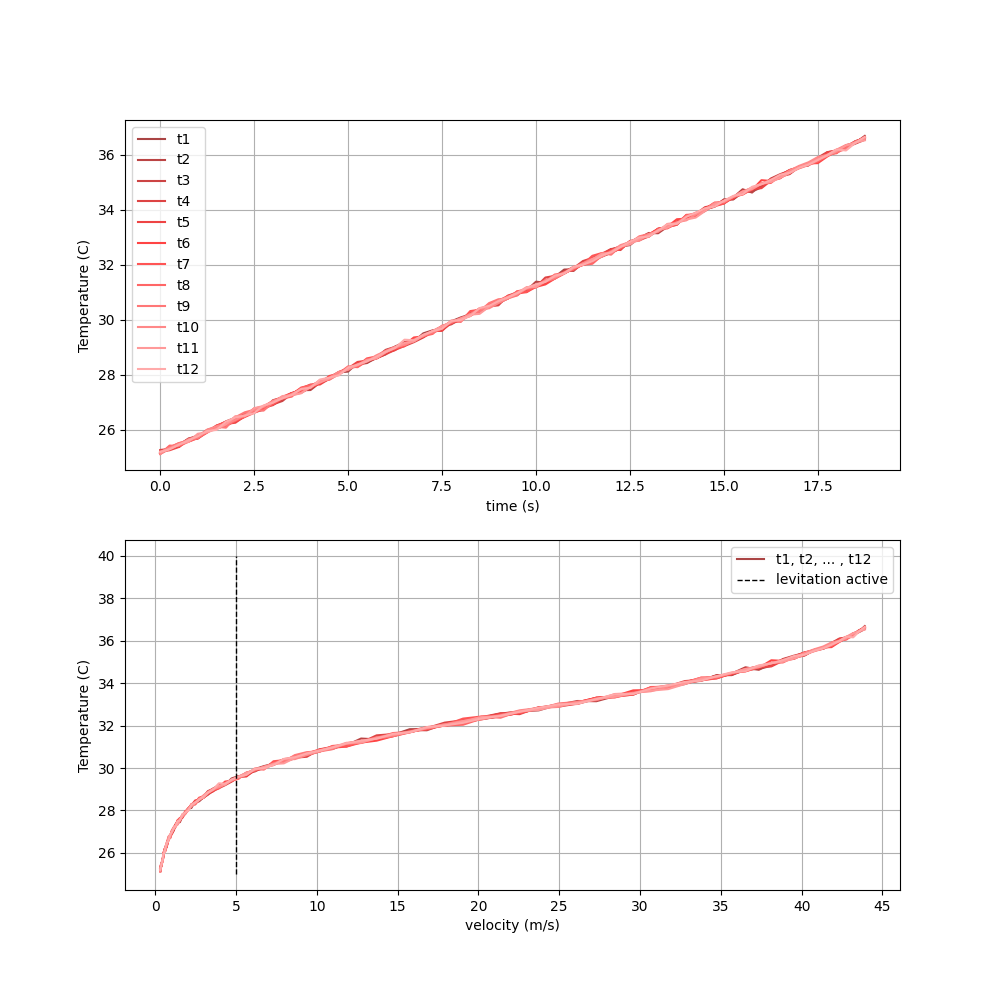 t1
t2
t3
t4
t5
t6
t7
t8
t9
t10
t11
t12
Temperature (C)
36
34
32
30
28
26
0.0 2.5 5.0 7.5 10.0 12.5 15.0 17.5
time (s)
t1, t2, ... , t12
levitation active
Temperature (C)
40
38
36
34
32
30
28
26
0 5 10 15 20 25 30 35 40 45
velocity (m/s)